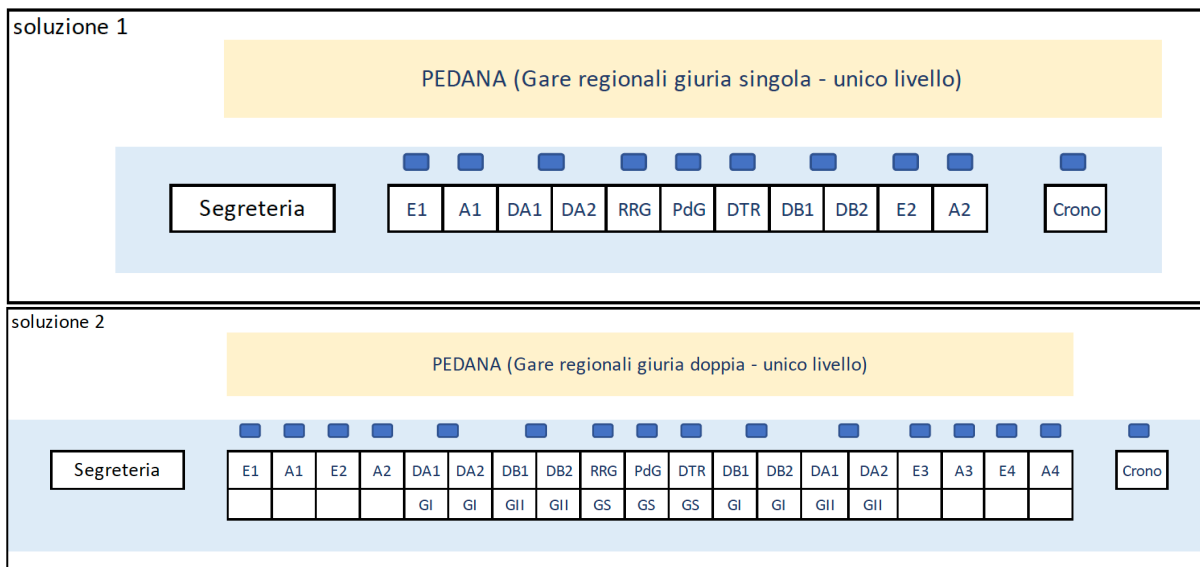 soluzione 1
PEDANA (Gare regionali giuria singola - unico livello)
Segreteria E1 A1 DA1 DA2 RRG PdG DTR DB1 DB2 E2 A2 Crono
soluzione 2
PEDANA (Gare regionali giuria doppia - unico livello)
Segreteria E1 A1 E2 A2 DA1 DA2 DB1 DB2 RRG PdG DTR DB1 DB2 DA1 DA2 E3 A3 E4 A4 Crono
GI GI GII GII GS GS GS GI GI GII GII